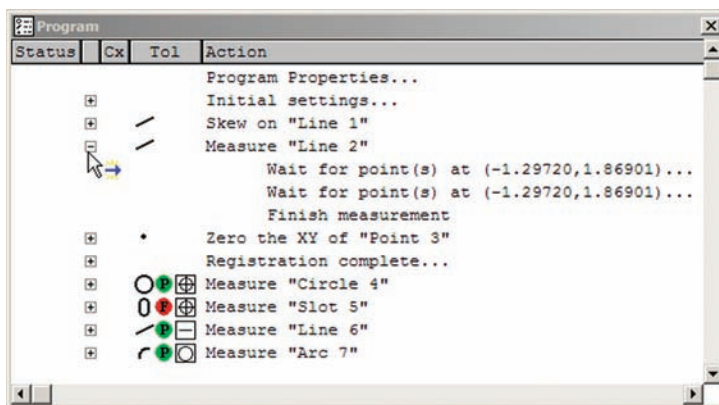 Program
Status Cx Tol Action
Program Properties...
Initial settings...
Skew on "Line 1"
Measure "Line 2"
Wait for point(s) at (-1.29720,1.86901)...
Wait for point(s) at (-1.29720,1.86901)...
Finish measurement
Zero the XY of "Point 3"
Registration complete...
P Measure "Circle 4"
F Measure "Slot 5"
P Measure "Line 6"
P Measure "Arc 7"